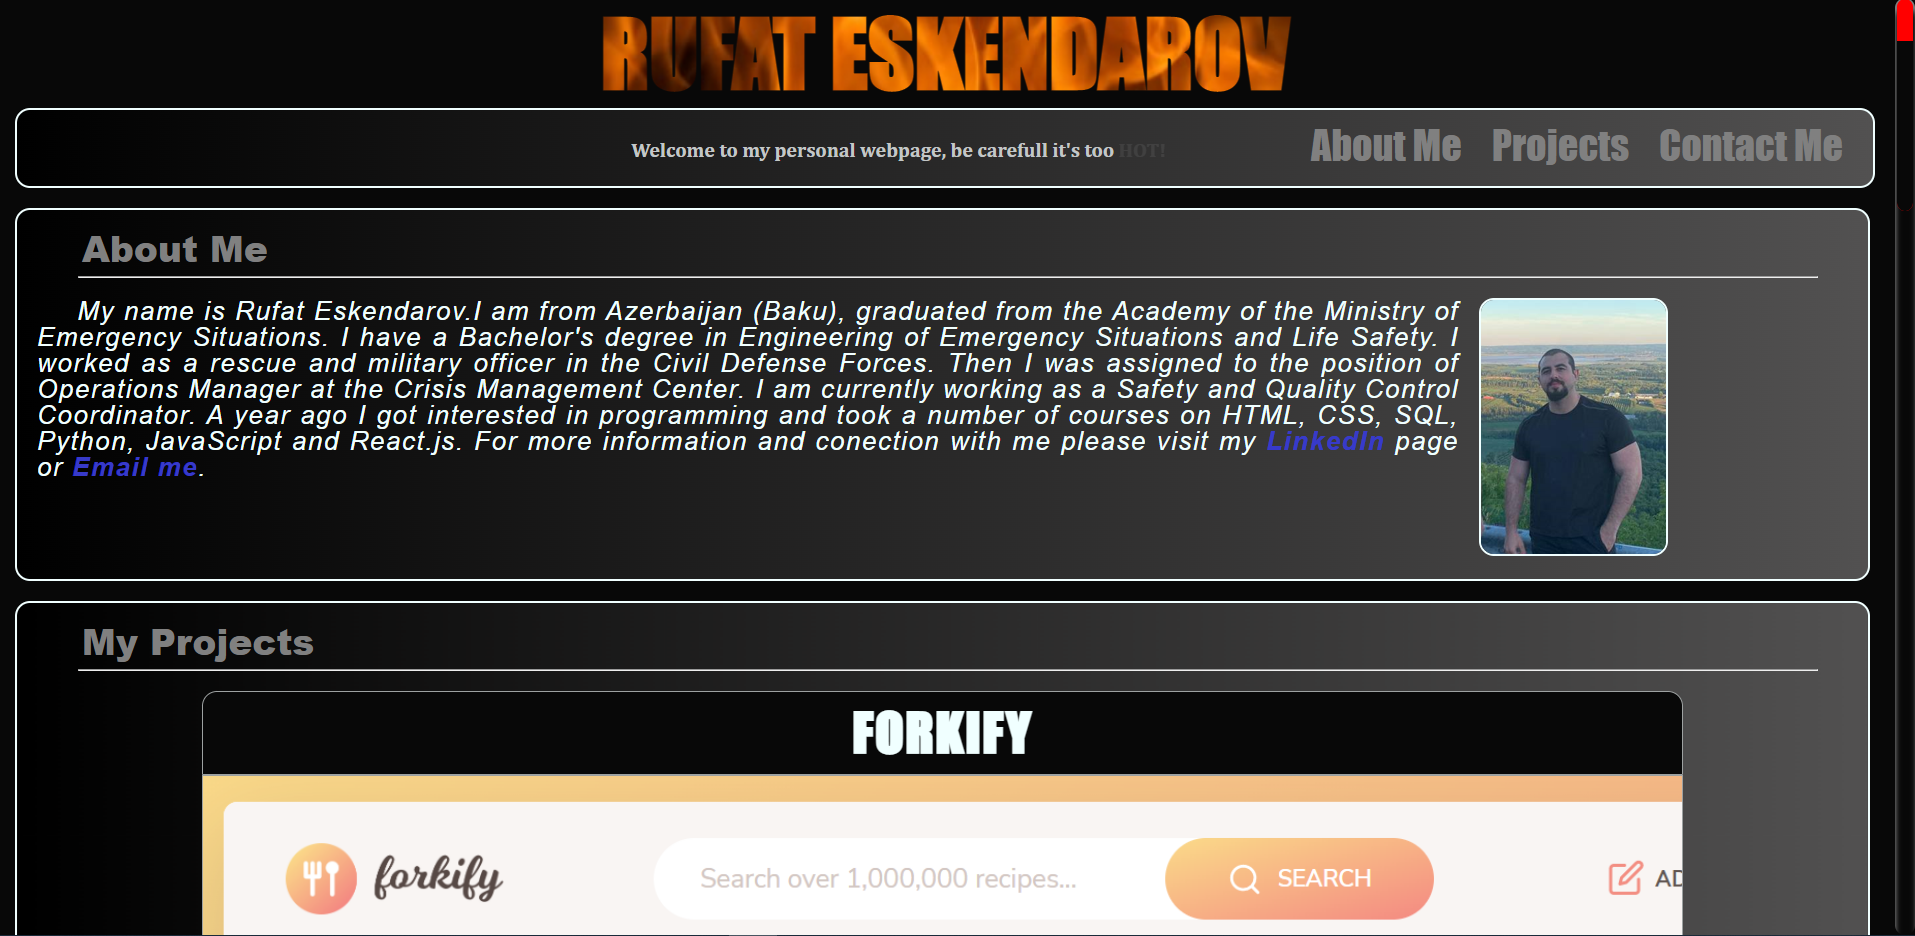 RUFAT ESKENDAROV
Welcome to my personal webpage, be carefull it's too HOT!
About Me Projects Contact Me
About Me
My name is Rufat Eskendarov.I am from Azerbaijan (Baku), graduated from the Academy of the Ministry of
Emergency Situations. I have a Bachelor's degree in Engineering of Emergency Situations and Life Safety. I
worked as a rescue and military officer in the Civil Defense Forces. Then I was assigned to the position of
Operations Manager at the Crisis Management Center. I am currently working as a Safety and Quality Control
Coordinator. A year ago I got interested in programming and took a number of courses on HTML, CSS, SQL,
Python, JavaScript and React.js. For more information and conection with me please visit my LinkedIn page
or Email me.
My Projects
FORKIFY
forkify
Search over 1,000,000 recipes...
SEARCH
AD